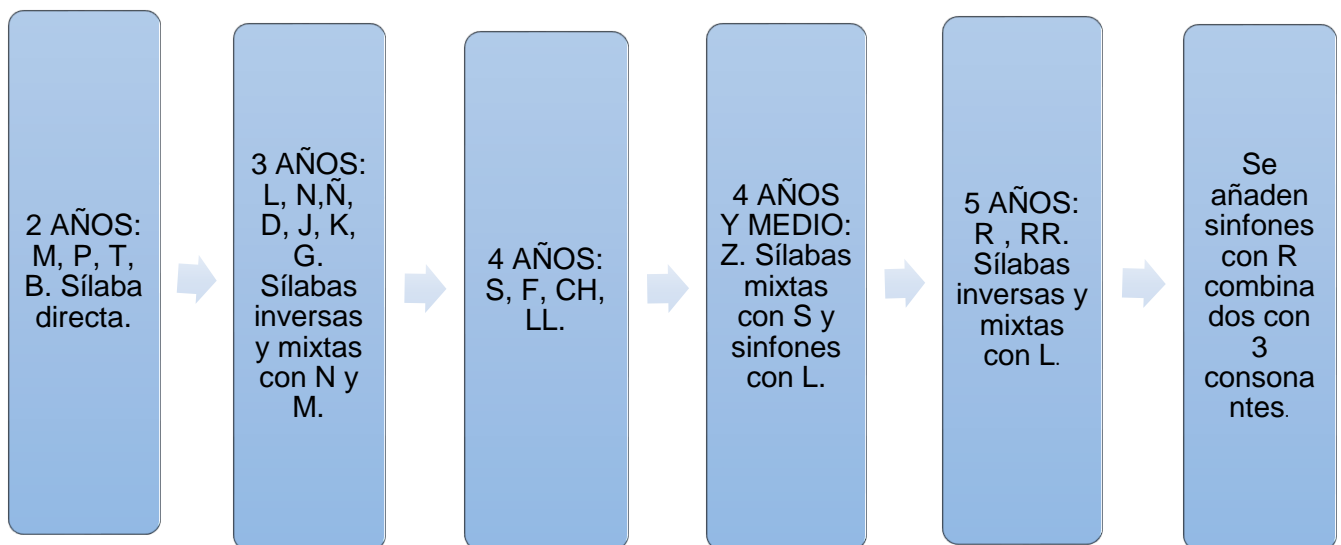 2 AÑOS:
M, P, T,
B. Sílaba
directa.
3 AÑOS:
L, N,Ñ,
D, J, K,
G.
Sílabas
inversas
y mixtas
con N y
M.
4 AÑOS:
S, F, CH,
LL.
4 AÑOS
Y MEDIO:
Z. Sílabas
mixtas
con S y
sinfones
con L.
5 AÑOS:
R , RR.
Sílabas
inversas y
mixtas
con L.
Se
añaden
sinfones
con R
combina
dos con
3
consona
ntes.